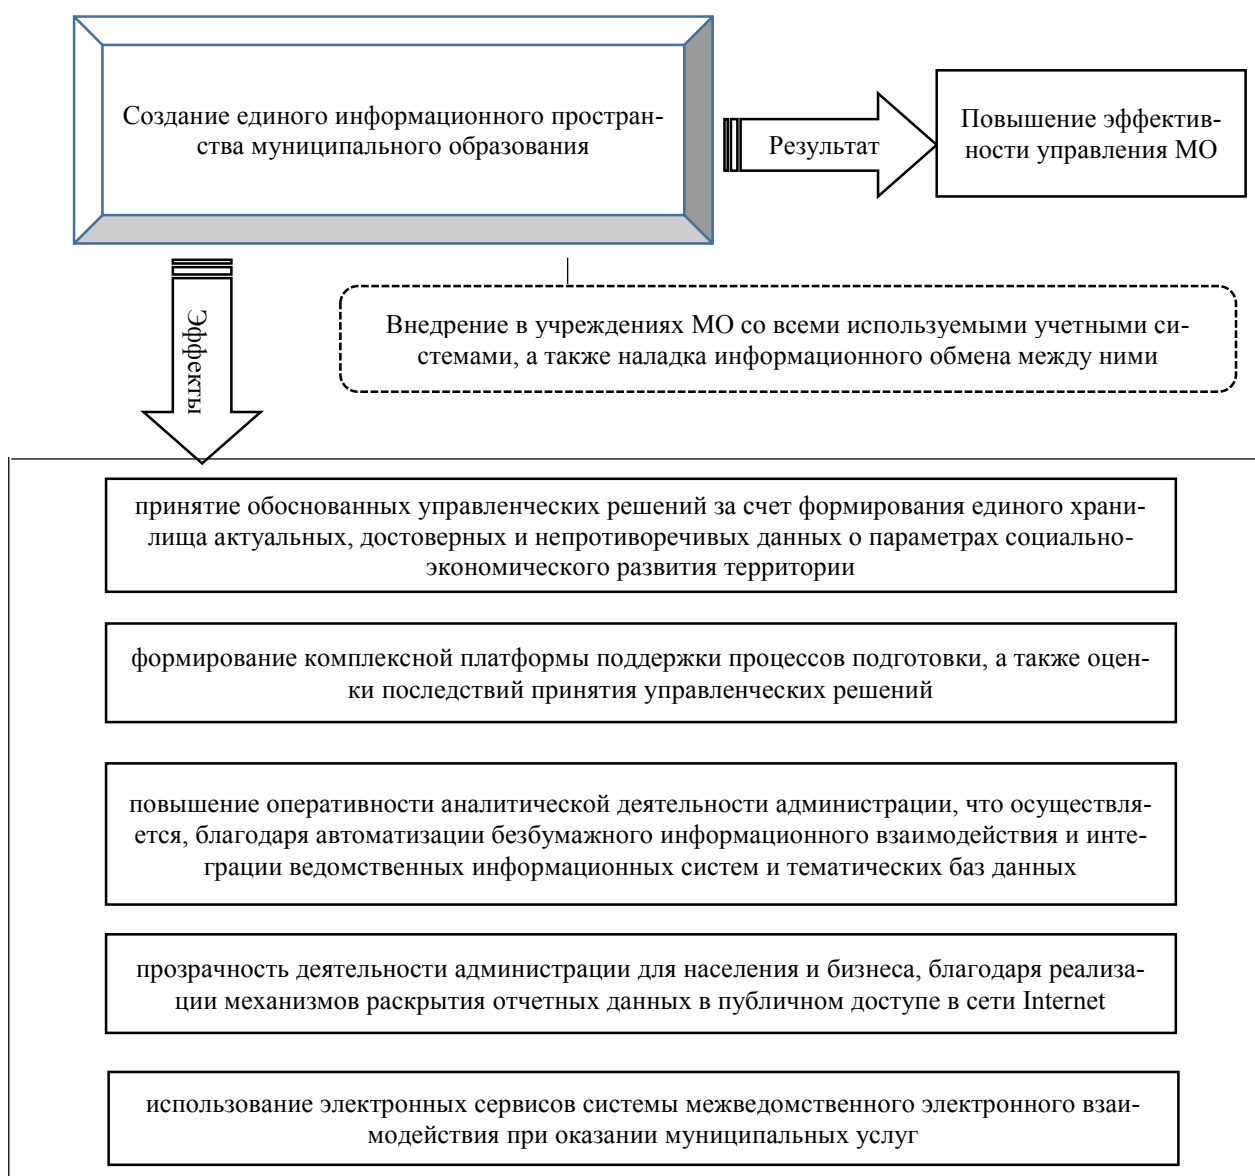 Создание единого информационного простран-
ства муниципального образования
Результат
Повышение эффектив-
ности управления МО
Эффекты
Внедрение в учреждениях МО со всеми используемыми учетными си-
стемами, а также наладка информационного обмена между ними
принятие обоснованных управленческих решений за счет формирования единого храни-
лища актуальных, достоверных и непротиворечивых данных о параметрах социально-
экономического развития территории
формирование комплексной платформы поддержки процессов подготовки, а также оцен-
ки последствий принятия управленческих решений
повышение оперативности аналитической деятельности администрации, что осуществля-
ется, благодаря автоматизации безбумажного информационного взаимодействия и инте-
грации ведомственных информационных систем и тематических баз данных
прозрачность деятельности администрации для населения и бизнеса, благодаря реализа-
ции механизмов раскрытия отчетных данных в публичном доступе в сети Internet
использование электронных сервисов системы межведомственного электронного взаи-
модействия при оказании муниципальных услуг